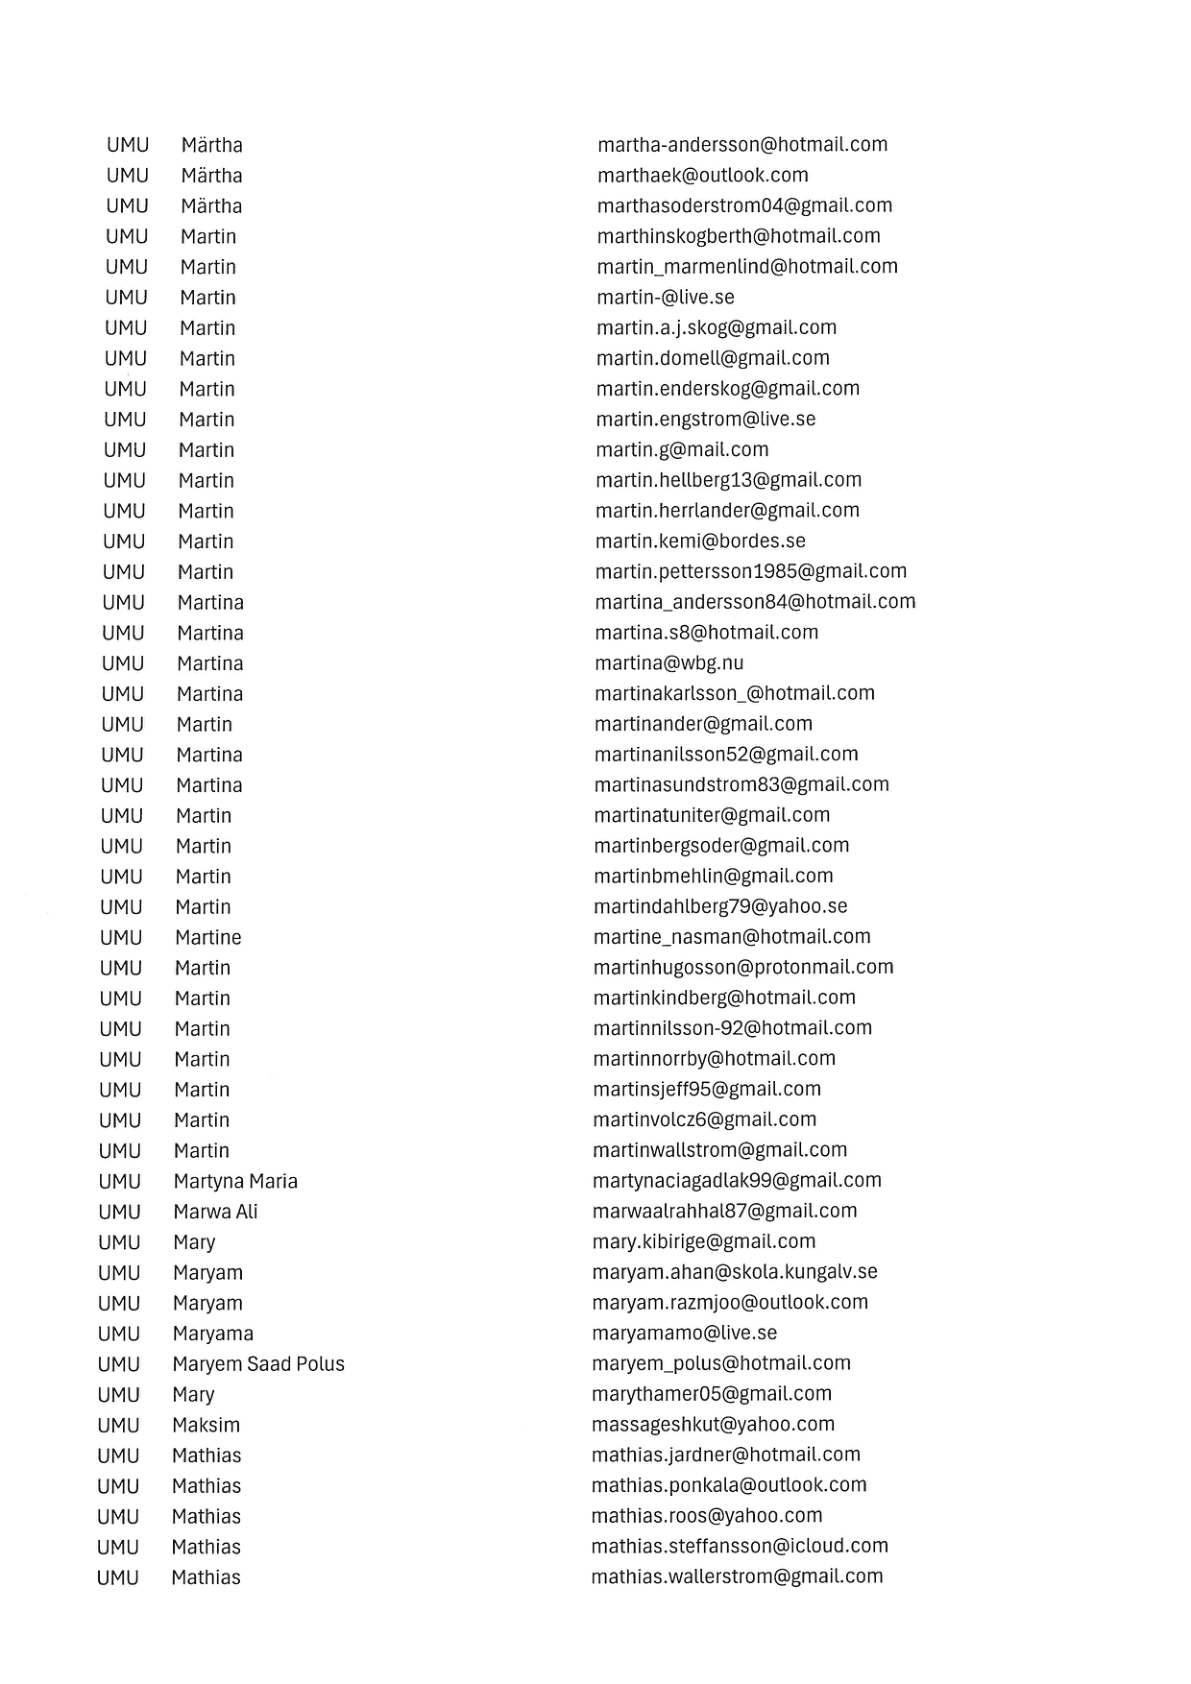 UMU Märtha martha-andersson@hotmail.com
UMU Märtha marthaek@outlook.com
UMU Märtha marthasoderstrom04@gmail.com
UMU Martin marthinskogberth@hotmail.com
UMU Martin martin_marmenlind@hotmail.com
UMU Martin martin-@live.se
UMU Martin martin.a.j.skog@gmail.com
UMU Martin martin.domell@gmail.com
UMU Martin martin.enderskog@gmail.com
UMU Martin martin.engstrom@live.se
UMU Martin martin.g@mail.com
UMU Martin martin.hellberg13@gmail.com
UMU Martin martin.herrlander@gmail.com
UMU Martin martin.kemi@bordes.se
UMU Martin martin.pettersson1985@gmail.com
UMU Martina martina_andersson84@hotmail.com
UMU Martina martina.s8@hotmail.com
UMU Martina martina@wbg.nu
UMU Martina martinakarlsson_@hotmail.com
UMU Martin martinander@gmail.com
UMU Martina martinanilsson52@gmail.com
UMU Martina martinasundstrom83@gmail.com
UMU Martin martinatuniter@gmail.com
UMU Martin martinbergsoder@gmail.com
UMU Martin martinbmehlin@gmail.com
UMU Martin martindahlberg79@yahoo.se
UMU Martine martine_nasman@hotmail.com
UMU Martin martinhugosson@protonmail.com
UMU Martin martinkindberg@hotmail.com
UMU Martin martinnilsson-92@hotmail.com
UMU Martin martinnorrby@hotmail.com
UMU Martin martinsjeff95@gmail.com
UMU Martin martinvolcz6@gmail.com
UMU Martin martinwallstrom@gmail.com
UMU Martyna Maria martynaciagadlak99@gmail.com
UMU Marwa Ali marwaalrahhal87@gmail.com
UMU Mary mary.kibirige@gmail.com
UMU Maryam maryam.ahan@skola.kungalv.se
UMU Maryam maryam.razmjoo@outlook.com
UMU Maryama maryamamo@live.se
UMU Maryem Saad Polus maryem_polus@hotmail.com
UMU Mary marythamer05@gmail.com
UMU Maksim massageshkut@yahoo.com
UMU Mathias mathias.jardner@hotmail.com
UMU Mathias mathias.ponkala@outlook.com
UMU Mathias mathias.roos@yahoo.com
UMU Mathias mathias.steffansson@icloud.com
UMU Mathias mathias.wallerstrom@gmail.com